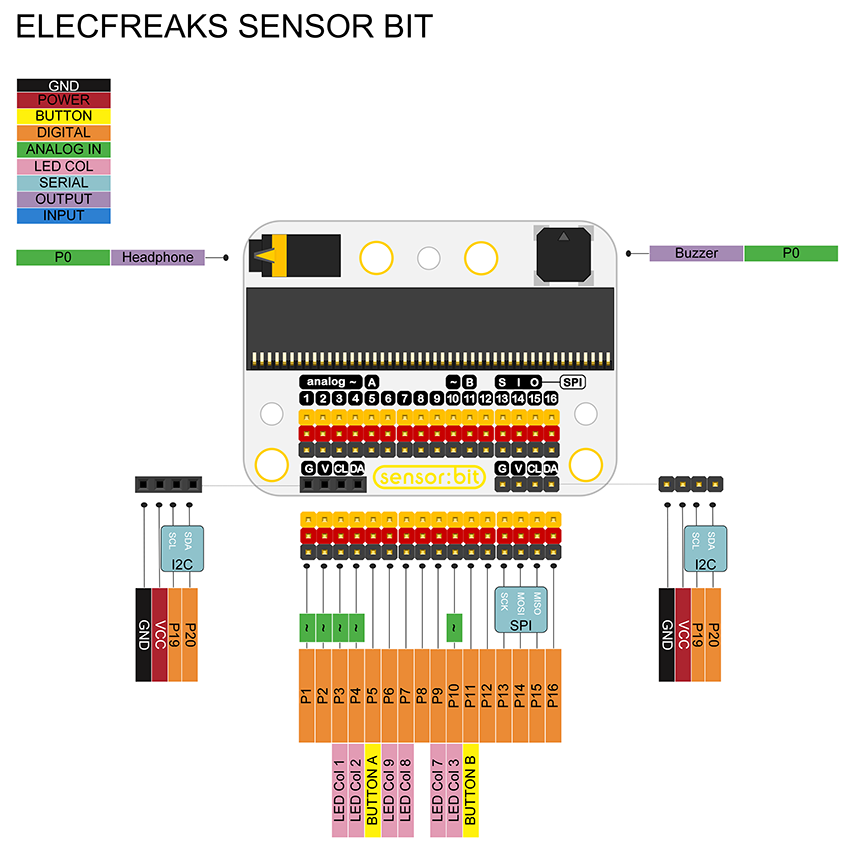 ELECFREAKS SENSOR BIT
GND
POWER
BUTTON
DIGITAL
ANALOG IN
LED COL
SERIAL
OUTPUT
INPUT
P0 Headphone
Buzzer P0
analog ~ A ~ B S I O SPI
1 2 3 4 5 6 7 8 9 10 11 12 13 14 15 16
G V CL DA
sensor:bit
G V CL DA
SCL SDA
I2C
GND VCC P19 P20
~ ~ ~ ~ ~
SCK MOSI MISO
SPI
P1 P2 P3 P4 P5 P6 P7 P8 P9 P10 P11 P12 P13 P14 P15 P16
LED Col 1 LED Col 2 BUTTON A LED Col 9 LED Col 8 LED Col 7 LED Col 3 BUTTON B
SCL SDA
I2C
GND VCC P19 P20